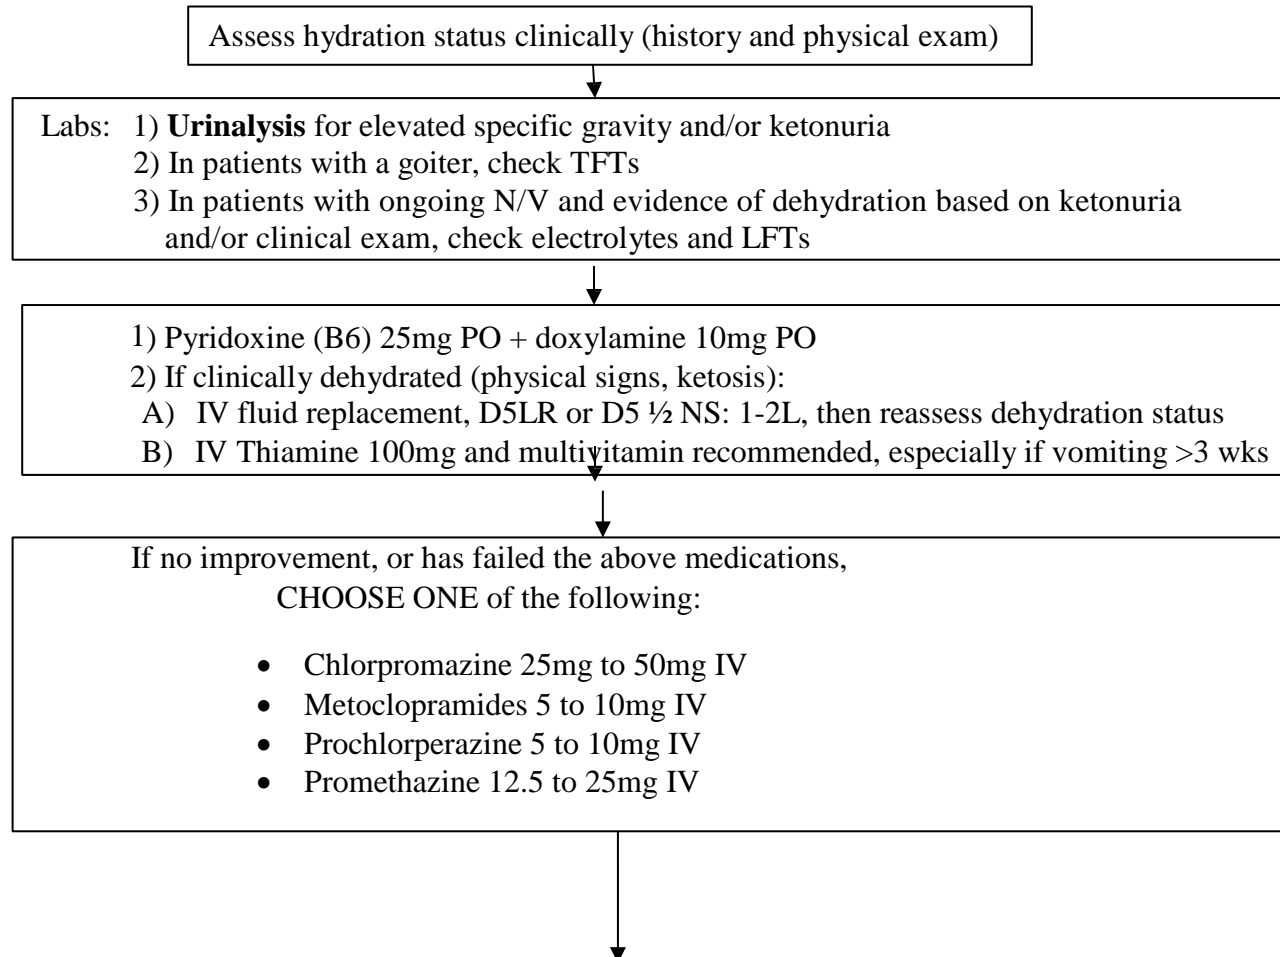 Assess hydration status clinically (history and physical exam)
Labs: 1) Urinalysis for elevated specific gravity and/or ketonuria
2) In patients with a goiter, check TFTs
3) In patients with ongoing N/V and evidence of dehydration based on ketonuria
and/or clinical exam, check electrolytes and LFTs
1) Pyridoxine (B6) 25mg PO + doxylamine 10mg PO
2) If clinically dehydrated (physical signs, ketosis):
A) IV fluid replacement, D5LR or D5 ½ NS: 1-2L, then reassess dehydration status
B) IV Thiamine 100mg and multivitamin recommended, especially if vomiting >3 wks
If no improvement, or has failed the above medications,
CHOOSE ONE of the following:
• Chlorpromazine 25mg to 50mg IV
• Metoclopramides 5 to 10mg IV
• Prochlorperazine 5 to 10mg IV
• Promethazine 12.5 to 25mg IV